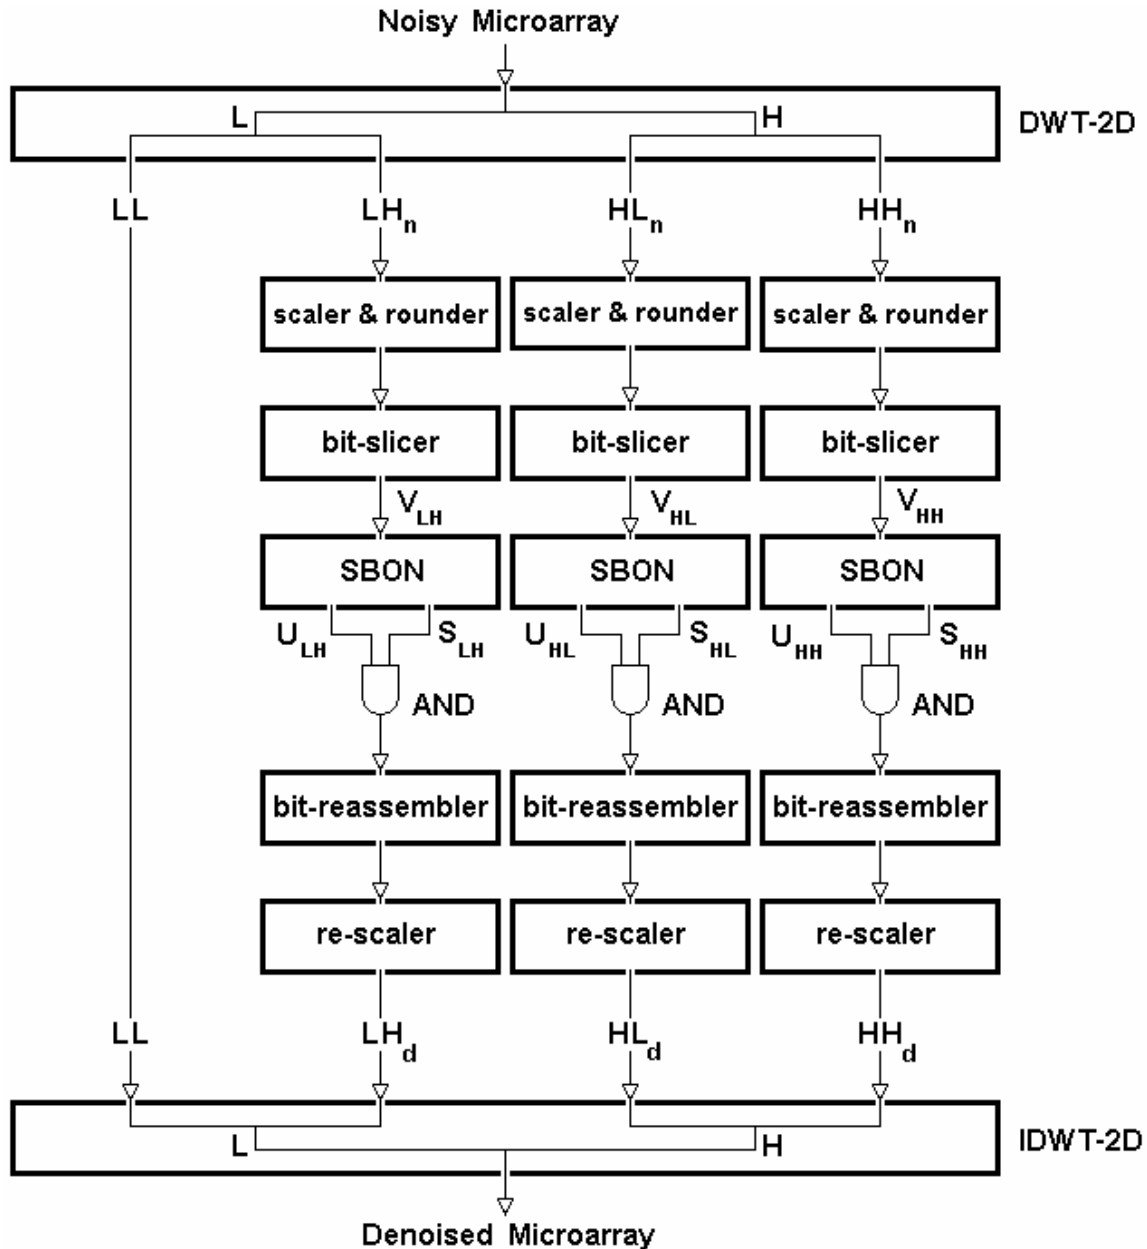 Noisy Microarray
L H DWT-2D
LL LHn HLn HHn
scaler & rounder scaler & rounder scaler & rounder
bit-slicer bit-slicer bit-slicer
VLH VHL VHH
SBON SBON SBON
ULH SLH UHL SHL UHH SHH
AND AND AND
bit-reassembler bit-reassembler bit-reassembler
re-scaler re-scaler re-scaler
LL LHd HLd HHd
L H IDWT-2D
Denoised Microarray